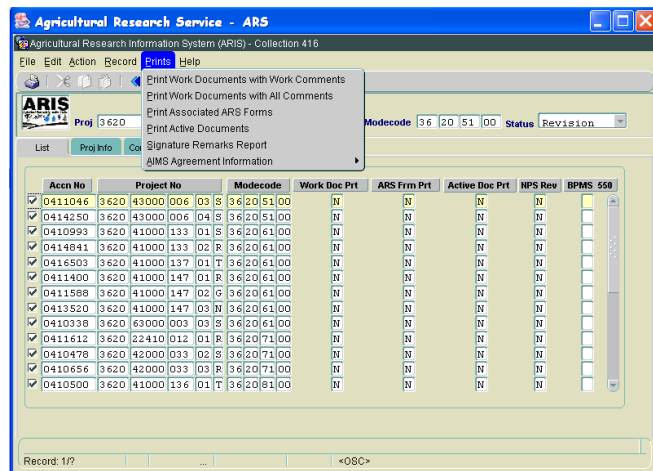 Agricultural Research Service - ARS
Agricultural Research Information System (ARIS) - Collection 416
File Edit Action Record Prints Help
Print Work Documents with Work Comments
Print Work Documents with All Comments
Print Associated ARS Forms
Print Active Documents
Signature Remarks Report
AIMS Agreement Information
ARIS
Proj 3620 Modecode 36 20 51 00 Status Revision
List Proj Info Co
Accn No Project No Modecode Work Doc Prt ARS Frm Prt Active Doc Prt NPS Rev BPMS 550
0411046 3620 43000 006 03 S 36 20 51 00 N N N N
0414250 3620 43000 006 04 S 36 20 51 00 N N N N
0410993 3620 41000 133 01 S 36 20 61 00 N N N N
0414841 3620 41000 133 02 R 36 20 61 00 N N N N
0416503 3620 41000 137 01 T 36 20 61 00 N N N N
0411400 3620 41000 147 01 R 36 20 61 00 N N N N
0411588 3620 41000 147 02 G 36 20 61 00 N N N N
0413520 3620 41000 147 03 N 36 20 61 00 N N N N
0410338 3620 63000 003 03 S 36 20 61 00 N N N N
0411612 3620 22410 012 01 R 36 20 71 00 N N N N
0410478 3620 42000 033 02 S 36 20 71 00 N N N N
0410656 3620 42000 033 03 R 36 20 71 00 N N N N
0410500 3620 41000 136 01 T 36 20 81 00 N N N N
Record: 1/? ... <OSC>